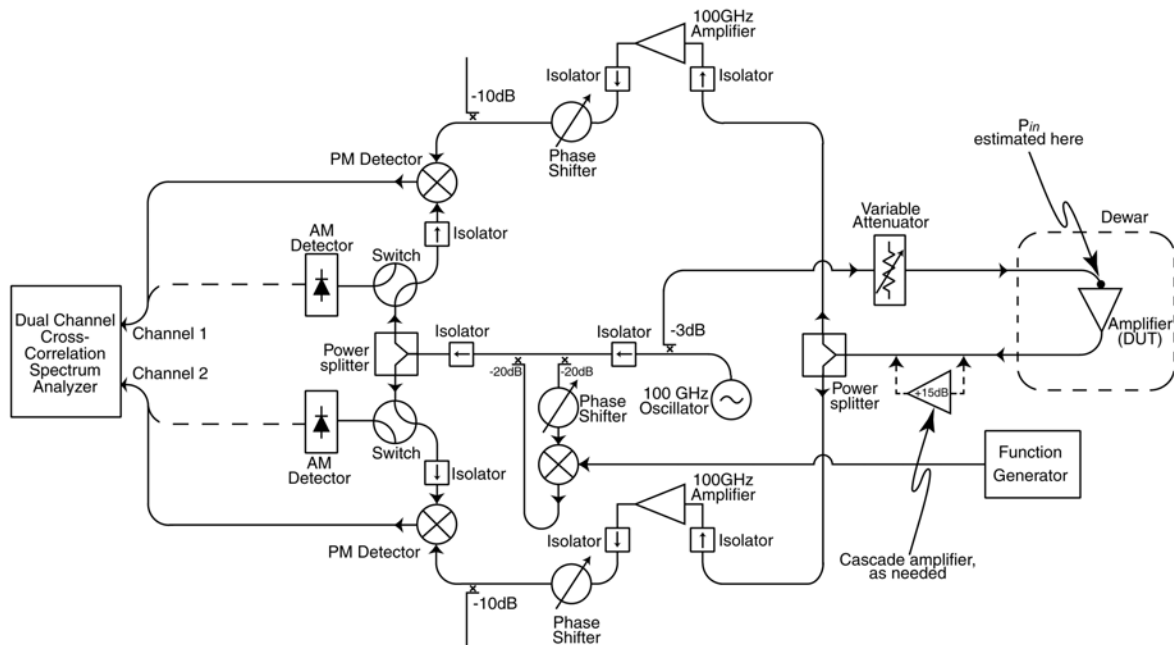 100GHz
Amplifier
Isolator
Isolator
-10dB
Phase
Shifter
PM Detector
Isolator
AM
Detector
Switch
Dual Channel
Cross-
Correlation
Spectrum
Analyzer
Channel 1
Channel 2
Power
splitter
Isolator
-20dB
-20dB
Isolator
-3dB
100 GHz
Oscillator
Phase
Shifter
Variable
Attenuator
Pin
estimated here
Dewar
Amplifier
(DUT)
Power
splitter
+15dB
Cascade amplifier,
as needed
Function
Generator
AM
Detector
Switch
Isolator
PM Detector
100GHz
Amplifier
Isolator
Isolator
-10dB
Phase
Shifter